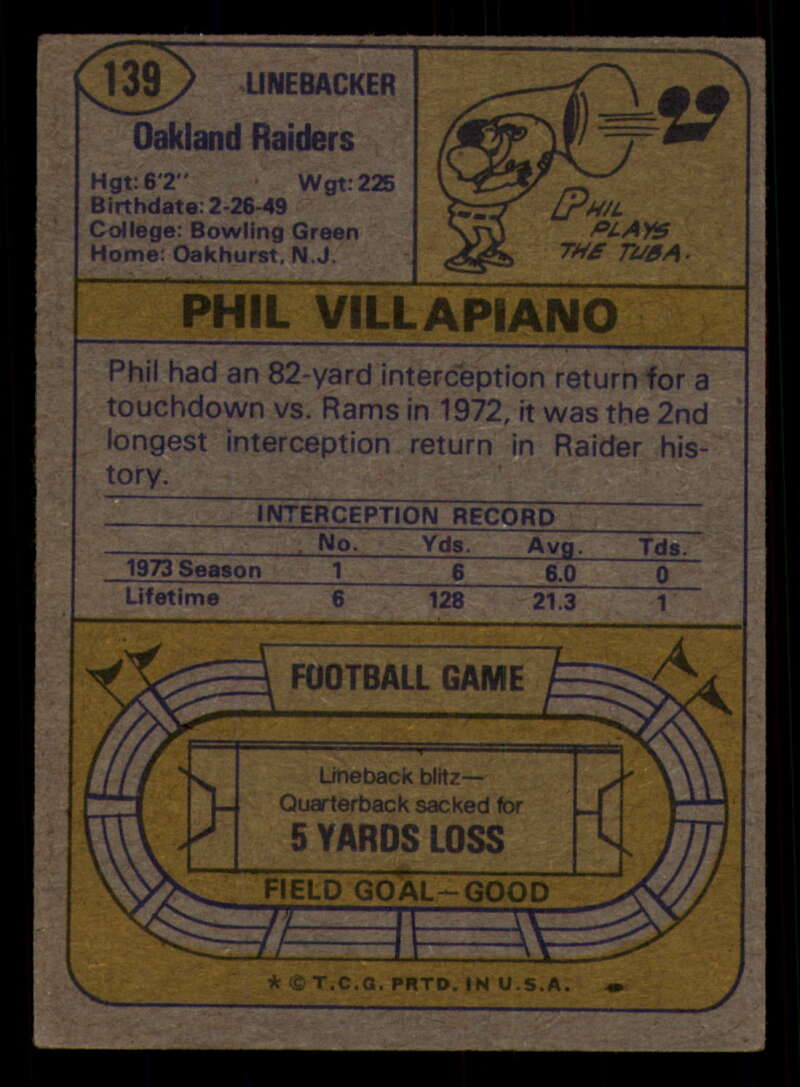 139
LINEBACKER
Oakland Raiders
Hgt: 6'2" Wgt: 225
Birthdate: 2-26-49
College: Bowling Green
Home: Oakhurst, N.J.
PHIL
PLAYS
THE TUBA.
PHIL VILLAPIANO
Phil had an 82-yard interception return for a
touchdown vs. Rams in 1972, it was the 2nd
longest interception return in Raider his-
tory.
INTERCEPTION RECORD
No. Yds. Avg. Tds.
1973 Season 1 6 6.0 0
Lifetime 6 128 21.3 1
FOOTBALL GAME
Lineback blitz—
Quarterback sacked for
5 YARDS LOSS
FIELD GOAL—GOOD
* © T.C.G. PRTD. IN U.S.A.